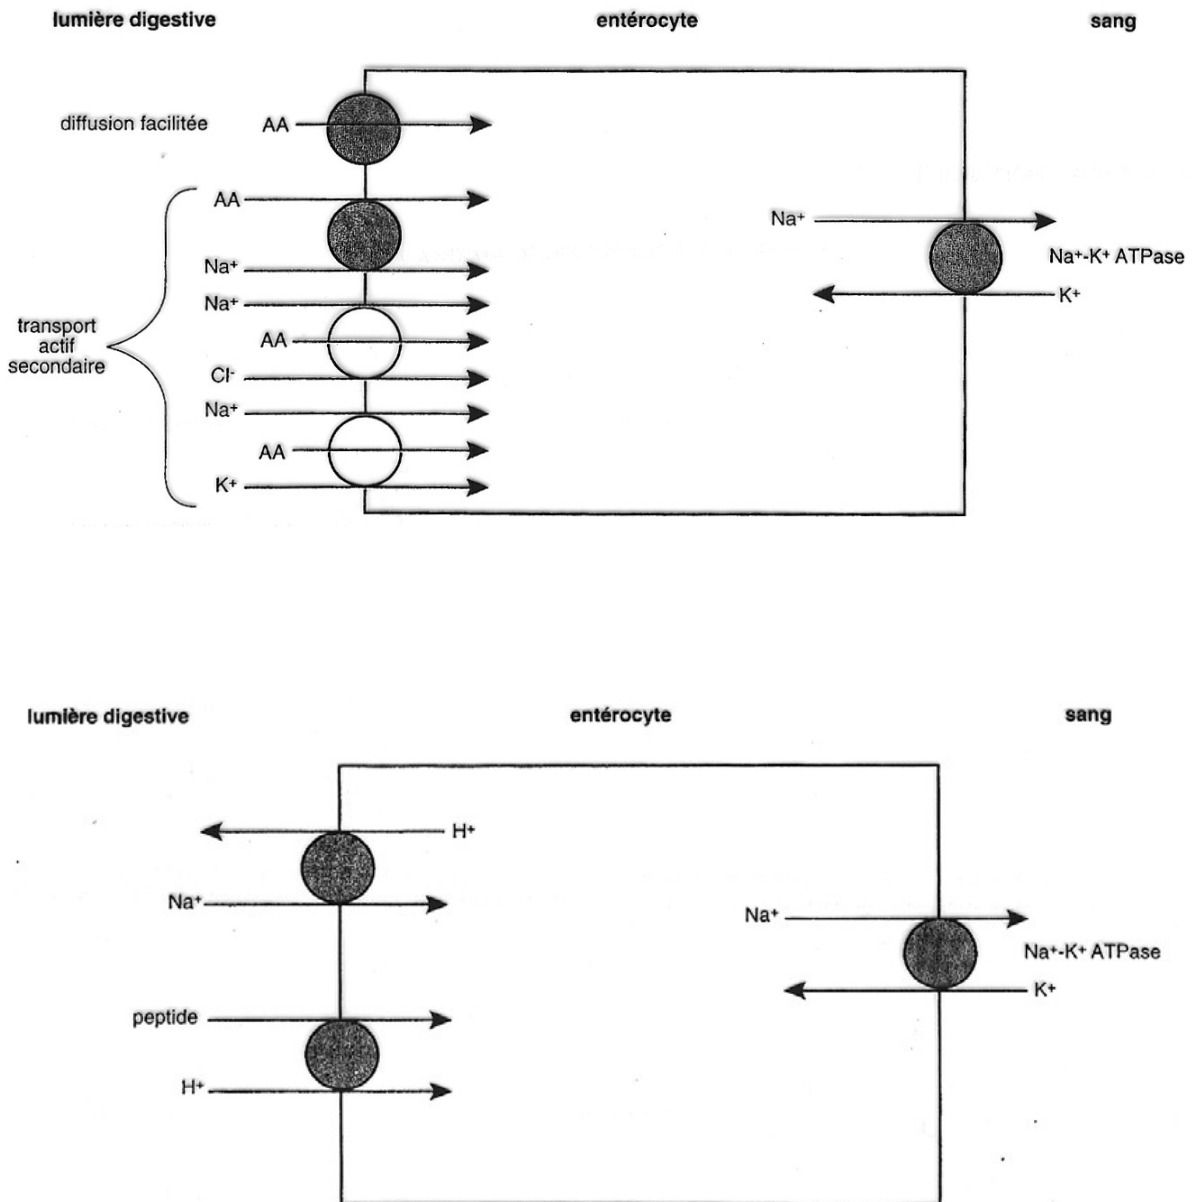 lumière digestive entérocyte sang
diffusion facilitée AA
AA
Na⁺ Na⁺-K⁺ ATPase
Na⁺
Na⁺ K⁺
transport
actif
secondaire
AA
Cl⁻
Na⁺
AA
K⁺
lumière digestive entérocyte sang
H⁺
Na⁺ Na⁺
Na⁺-K⁺ ATPase
K⁺
peptide
H⁺